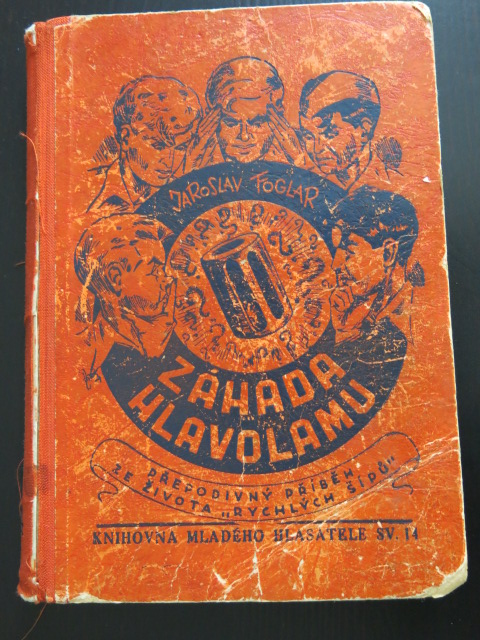 JAROSLAV FOGLAR
ZÁHADA
HLAVOLAMU
PŘEPODIVNÝ PŘÍBĚH
ZE ŽIVOTA „RYCHLÝCH ŠÍPŮ"
KNIHOVNA MLADÉHO HLASATELE SV. 14